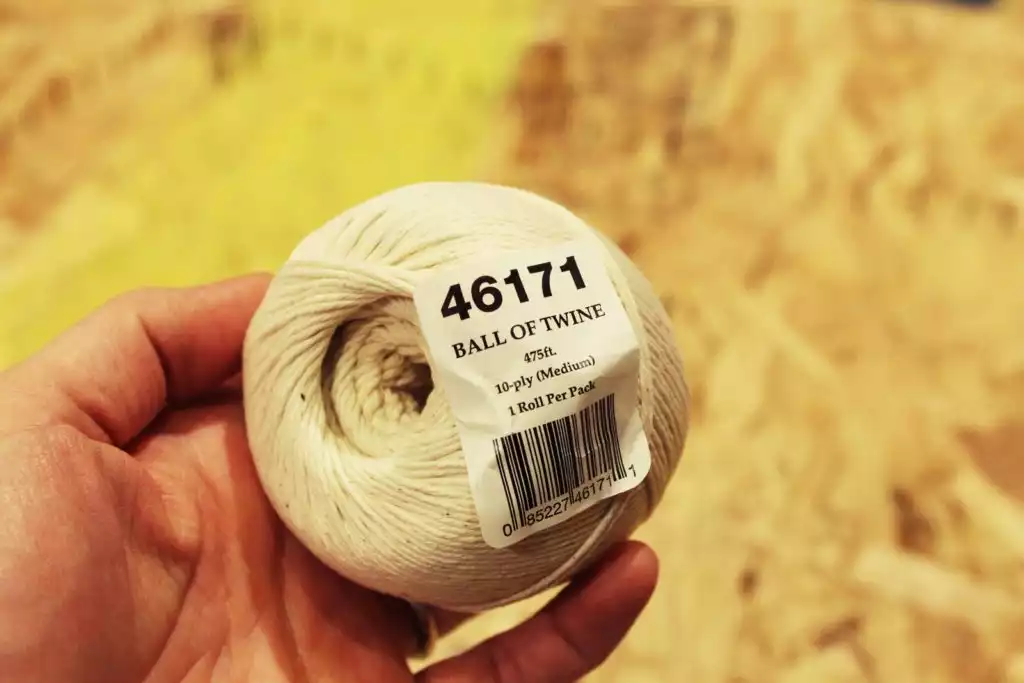 46171
BALL OF TWINE
475ft.
10-ply (Medium)
1 Roll Per Pack
0 85227 46171 1